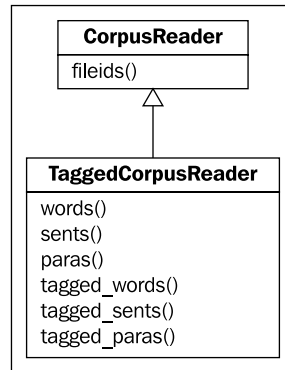 CorpusReader
fileids()
TaggedCorpusReader
words()
sents()
paras()
tagged_words()
tagged_sents()
tagged_paras()